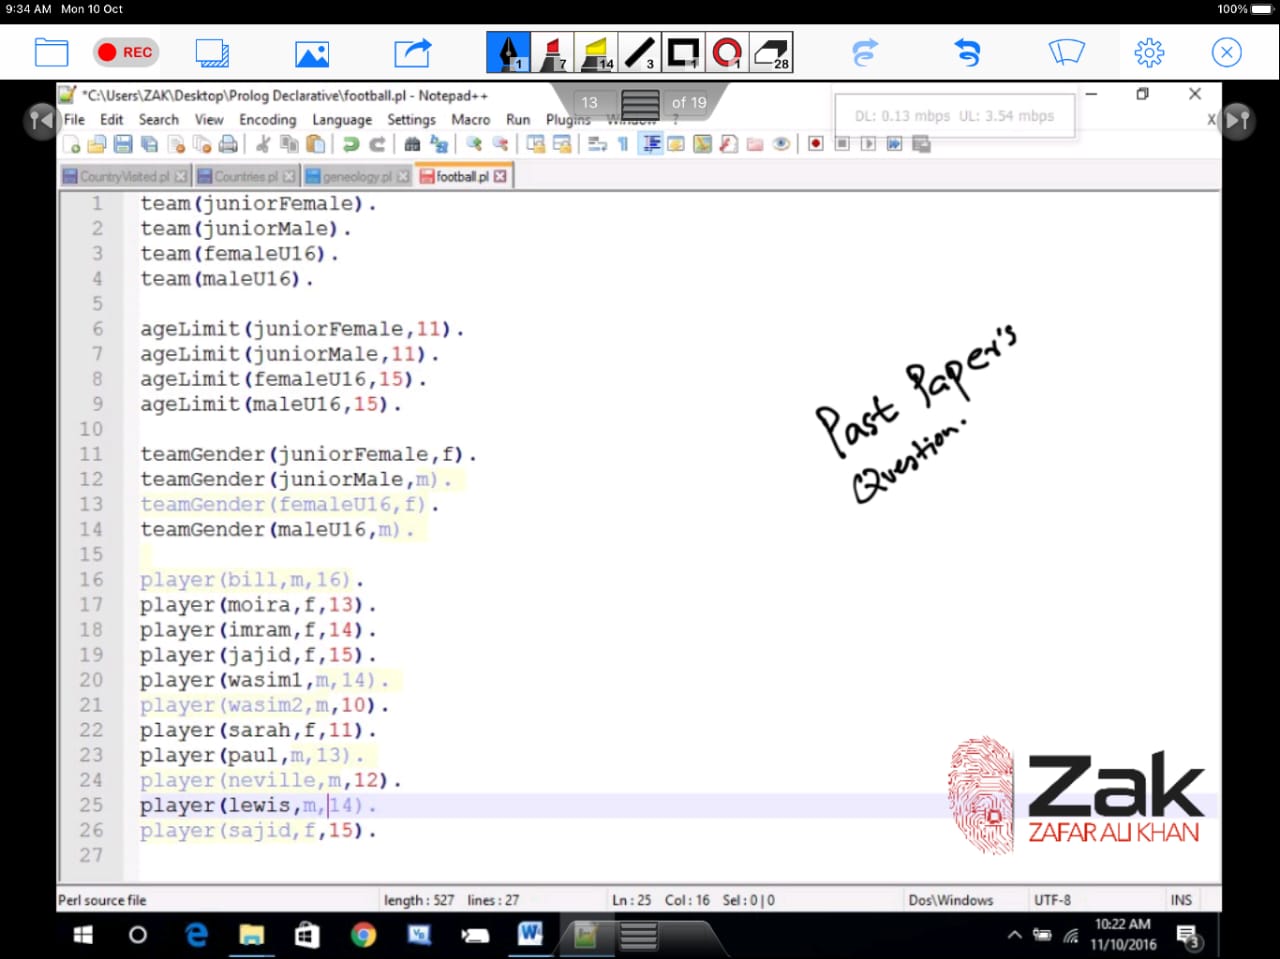 9:34 AM Mon 10 Oct
100%
REC
1
7
14
3
1
1
28
*C:\Users\ZAK\Desktop\Prolog Declarative\football.pl - Notepad++
13
of 19
DL: 0.13 mbps UL: 3.54 mbps
File Edit Search View Encoding Language Settings Macro Run Plugins Window ?
X
CountryVisited.pl
Countries.pl
geneology.pl
football.pl
1 team(juniorFemale).
2 team(juniorMale).
3 team(femaleU16).
4 team(maleU16).
5
6 ageLimit(juniorFemale,11).
7 ageLimit(juniorMale,11).
8 ageLimit(femaleU16,15).
9 ageLimit(maleU16,15).
10
11 teamGender(juniorFemale,f).
12 teamGender(juniorMale,m).
13 teamGender(femaleU16,f).
14 teamGender(maleU16,m).
15
16 player(bill,m,16).
17 player(moira,f,13).
18 player(imram,f,14).
19 player(jajid,f,15).
20 player(wasim1,m,14).
21 player(wasim2,m,10).
22 player(sarah,f,11).
23 player(paul,m,13).
24 player(neville,m,12).
25 player(lewis,m,14).
26 player(sajid,f,15).
27
Past Paper's
Question.
Zak
ZAFAR ALI KHAN
Perl source file
length : 527 lines : 27
Ln : 25 Col : 16 Sel : 0 | 0
Dos\Windows
UTF-8
INS
10:22 AM
11/10/2016
3